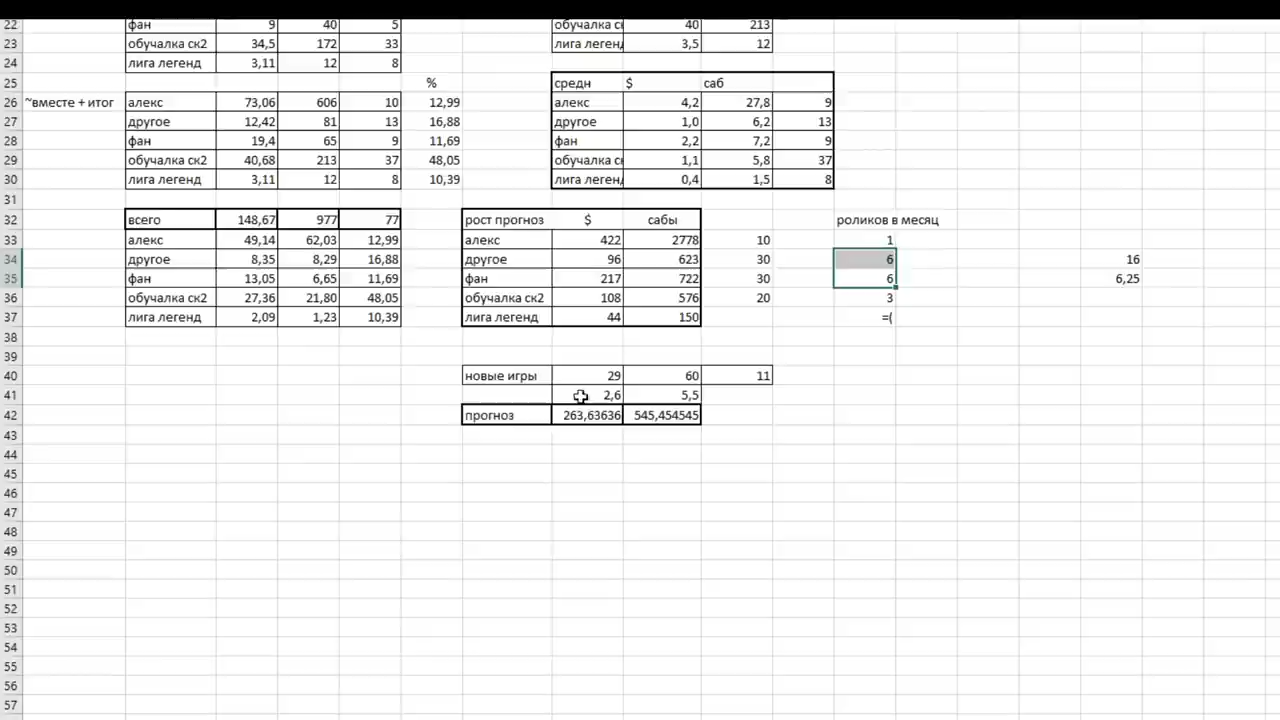 22 фан 9 40 5 обучалка с 40 213
23 обучалка ск2 34,5 172 33 лига легенд 3,5 12
24 лига легенд 3,11 12 8
25 % средн $ саб
26 ~вместе + итог алекс 73,06 606 10 12,99 алекс 4,2 27,8 9
27 другое 12,42 81 13 16,88 другое 1,0 6,2 13
28 фан 19,4 65 9 11,69 фан 2,2 7,2 9
29 обучалка ск2 40,68 213 37 48,05 обучалка с 1,1 5,8 37
30 лига легенд 3,11 12 8 10,39 лига легенд 0,4 1,5 8
31
32 всего 148,67 977 77 рост прогноз $ сабы роликов в месяц
33 алекс 49,14 62,03 12,99 алекс 422 2778 10 1
34 другое 8,35 8,29 16,88 другое 96 623 30 6 16
35 фан 13,05 6,65 11,69 фан 217 722 30 6 6,25
36 обучалка ск2 27,36 21,80 48,05 обучалка ск2 108 576 20 3
37 лига легенд 2,09 1,23 10,39 лига легенд 44 150 =(
38
39
40 новые игры 29 60 11
41 2,6 5,5
42 прогноз 263,63636 545,454545
43
44
45
46
47
48
49
50
51
52
53
54
55
56
57